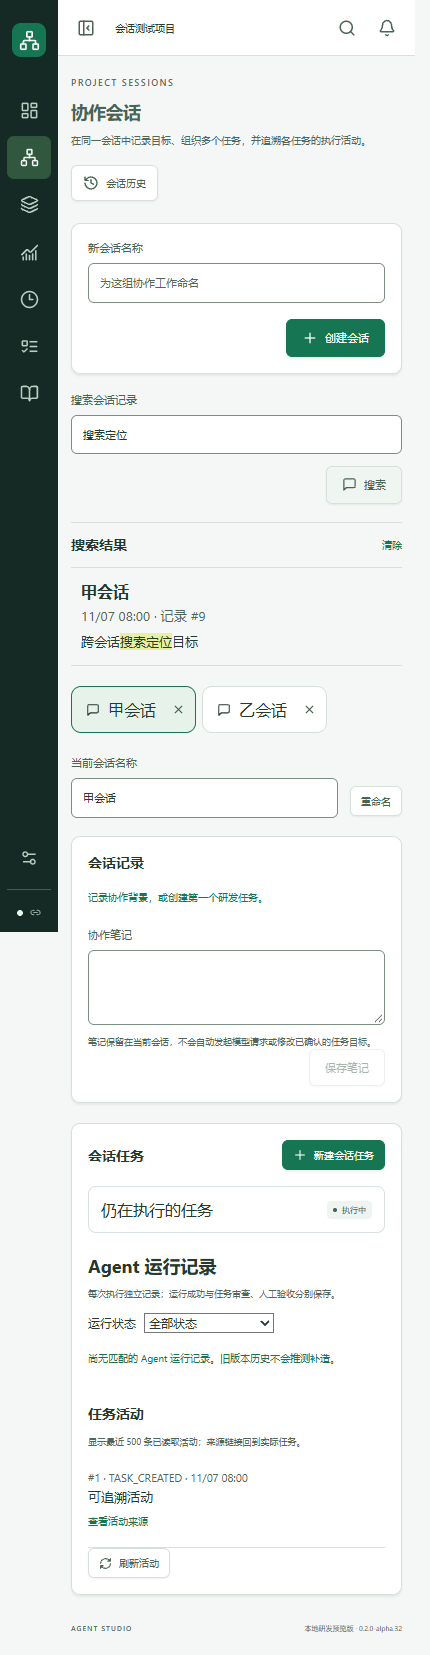 会话测试项目
PROJECT SESSIONS
协作会话
在同一会话中记录目标、组织多个任务，并追溯各任务的执行活动。
会话历史
新会话名称
为这组协作工作命名
创建会话
搜索会话记录
搜索定位
搜索
搜索结果
清除
甲会话
11/07 08:00 · 记录 #9
跨会话搜索定位目标
甲会话
乙会话
当前会话名称
甲会话
重命名
会话记录
记录协作背景，或创建第一个研发任务。
协作笔记
笔记保留在当前会话，不会自动发起模型请求或修改已确认的任务目标。
保存笔记
会话任务
新建会话任务
仍在执行的任务
执行中
Agent 运行记录
每次执行独立记录；运行成功与任务审查、人工验收分别保存。
运行状态
全部状态
尚无匹配的 Agent 运行记录。旧版本历史不会推测补造。
任务活动
显示最近 500 条已读取活动；来源链接回到实际任务。
#1 · TASK_CREATED · 11/07 08:00
可追溯活动
查看活动来源
刷新活动
AGENT STUDIO
本地研发预览版 · 0.2.0-alpha.32